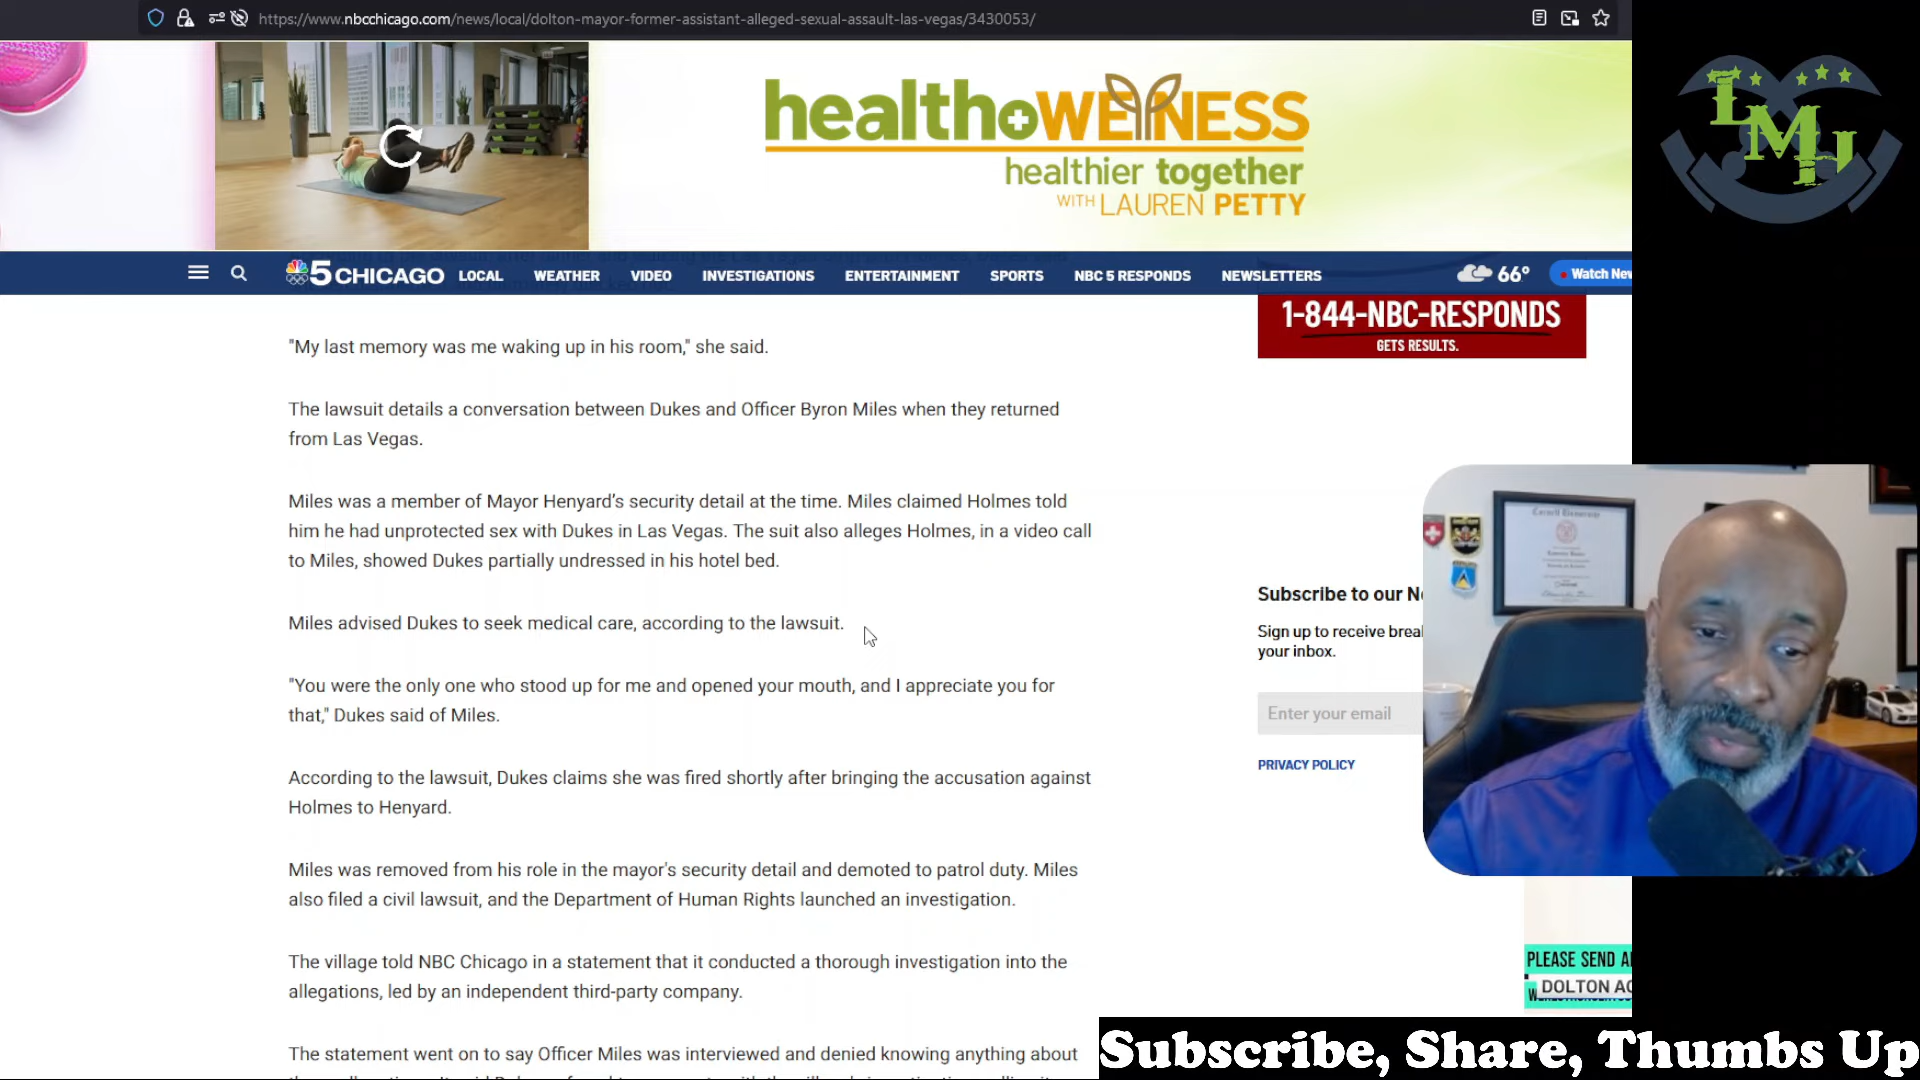 https://www.nbcchicago.com/news/local/dolton-mayor-former-assistant-alleged-sexual-assault-las-vegas/3430053/
health+WELLNESS
healthier together
WITH LAUREN PETTY
LMJ
5 CHICAGO LOCAL WEATHER VIDEO INVESTIGATIONS ENTERTAINMENT SPORTS NBC 5 RESPONDS NEWSLETTERS 66° Watch New
1-844-NBC-RESPONDS
GETS RESULTS.
"My last memory was me waking up in his room," she said.
The lawsuit details a conversation between Dukes and Officer Byron Miles when they returned
from Las Vegas.
Miles was a member of Mayor Henyard's security detail at the time. Miles claimed Holmes told
him he had unprotected sex with Dukes in Las Vegas. The suit also alleges Holmes, in a video call
to Miles, showed Dukes partially undressed in his hotel bed.
Miles advised Dukes to seek medical care, according to the lawsuit.
"You were the only one who stood up for me and opened your mouth, and I appreciate you for
that," Dukes said of Miles.
According to the lawsuit, Dukes claims she was fired shortly after bringing the accusation against
Holmes to Henyard.
Miles was removed from his role in the mayor's security detail and demoted to patrol duty. Miles
also filed a civil lawsuit, and the Department of Human Rights launched an investigation.
The village told NBC Chicago in a statement that it conducted a thorough investigation into the
allegations, led by an independent third-party company.
The statement went on to say Officer Miles was interviewed and denied knowing anything about
Subscribe to our N
Sign up to receive brea
your inbox.
Enter your email
PRIVACY POLICY
Cornell University
PLEASE SEND A
DOLTON AC
Subscribe, Share, Thumbs Up